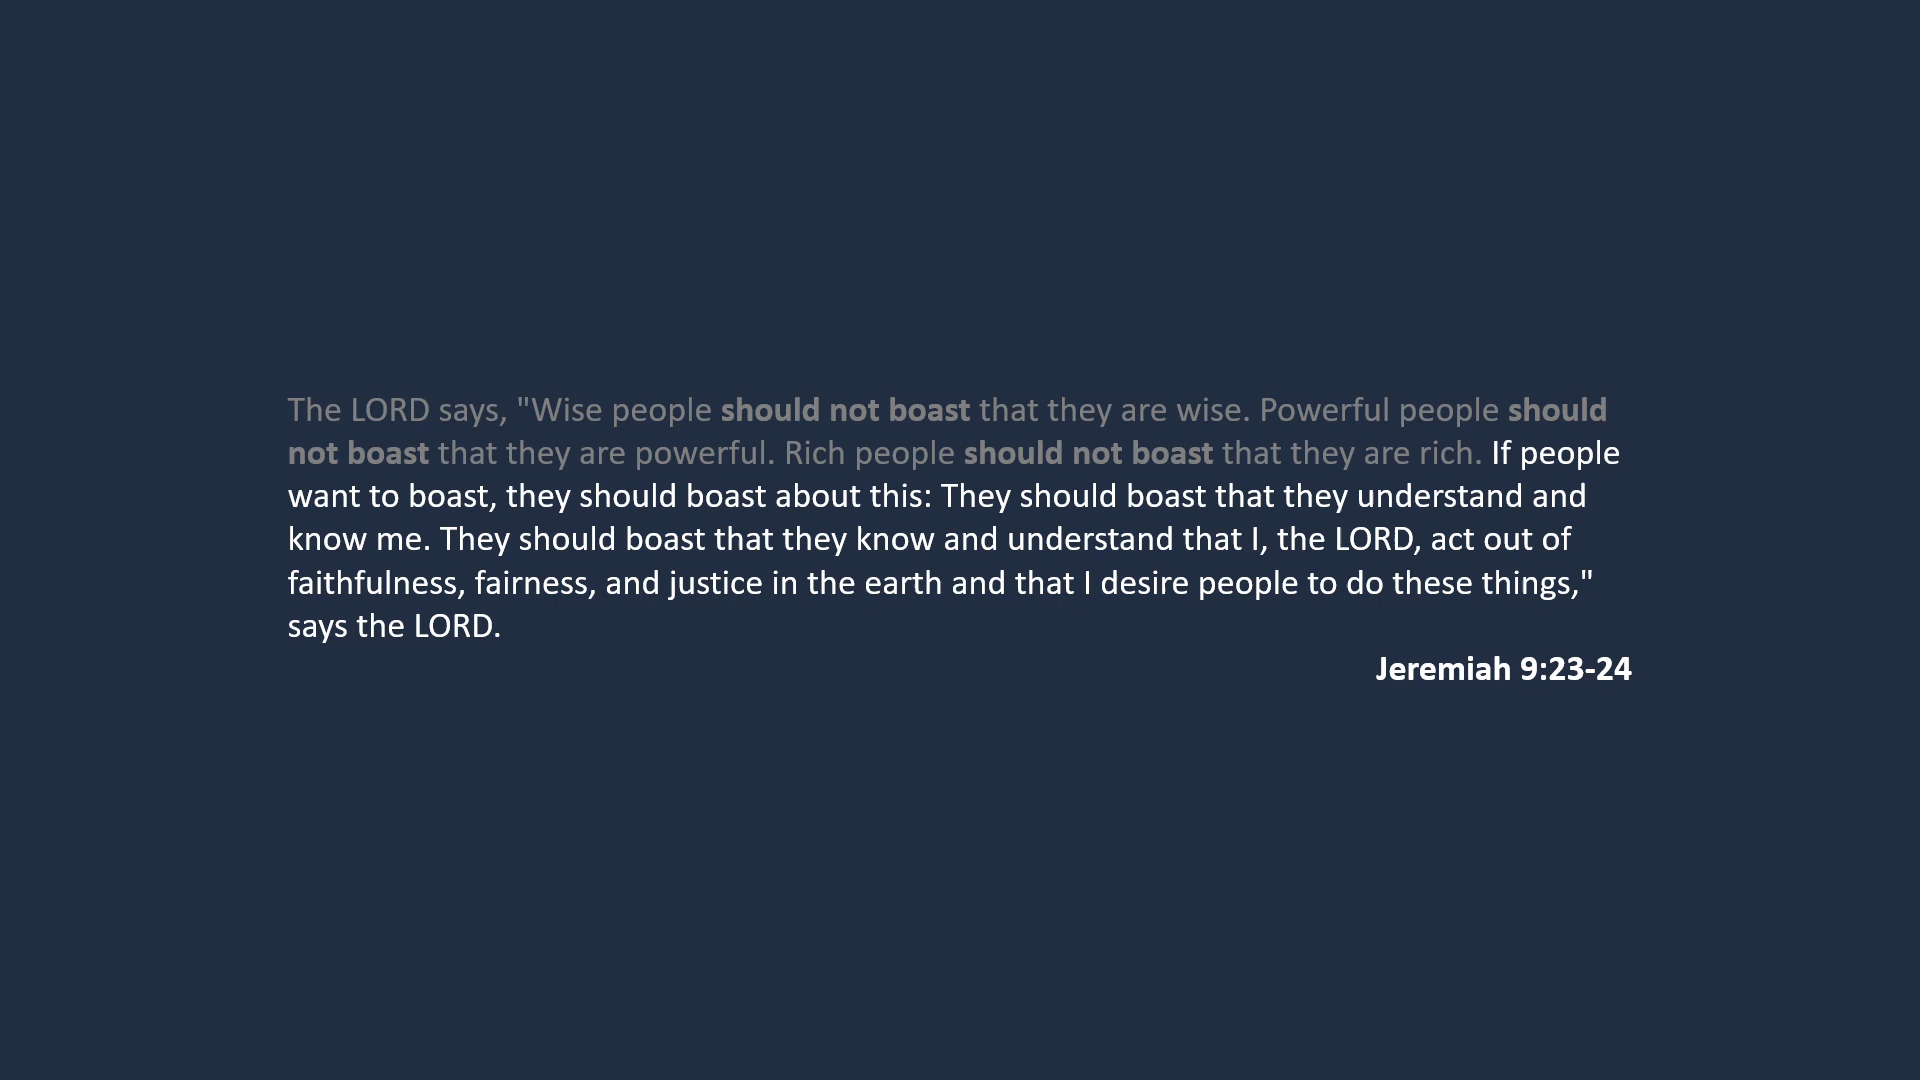 The LORD says, "Wise people should not boast that they are wise. Powerful people should
not boast that they are powerful. Rich people should not boast that they are rich. If people
want to boast, they should boast about this: They should boast that they understand and
know me. They should boast that they know and understand that I, the LORD, act out of
faithfulness, fairness, and justice in the earth and that I desire people to do these things,"
says the LORD.
Jeremiah 9:23-24